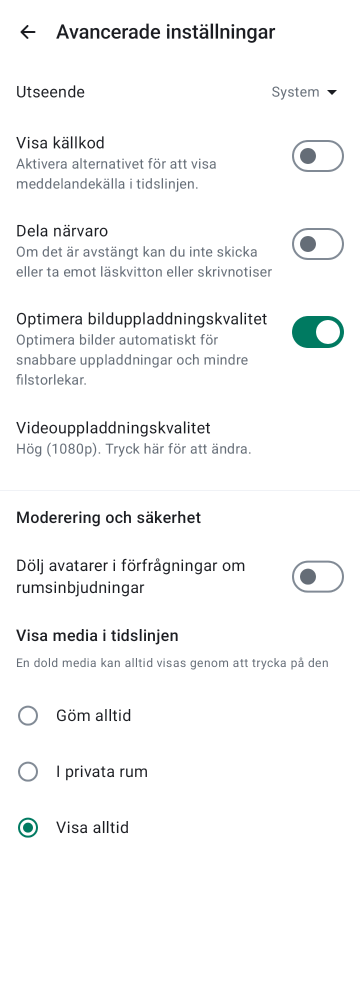 Avancerade inställningar
Utseende
System
Visa källkod
Aktivera alternativet för att visa
meddelandekälla i tidslinjen.
Dela närvaro
Om det är avstängt kan du inte skicka
eller ta emot läskvitton eller skrivnotiser
Optimera bilduppladdningskvalitet
Optimera bilder automatiskt för
snabbare uppladdningar och mindre
filstorlekar.
Videouppladdningskvalitet
Hög (1080p). Tryck här för att ändra.
Moderering och säkerhet
Dölj avatarer i förfrågningar om
rumsinbjudningar
Visa media i tidslinjen
En dold media kan alltid visas genom att trycka på den
Göm alltid
I privata rum
Visa alltid